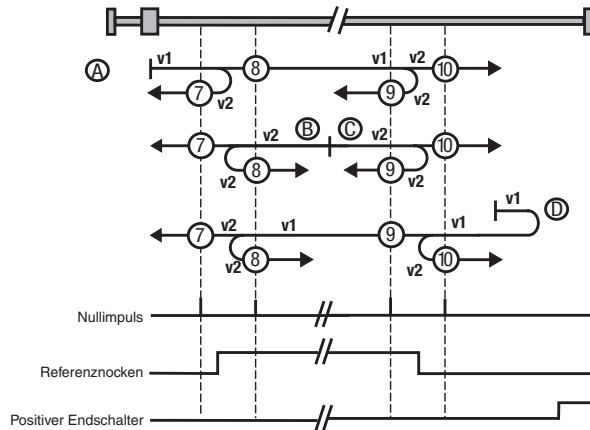 A v1 8 v1 v2 10
7 v2 9 v2
7 v2 B C v2 10
v2 8 9 v2
v1 D
7 v2 v1 9 v1
v2 8 v2 10
Nullimpuls
Referenznocken
Positiver Endschalter